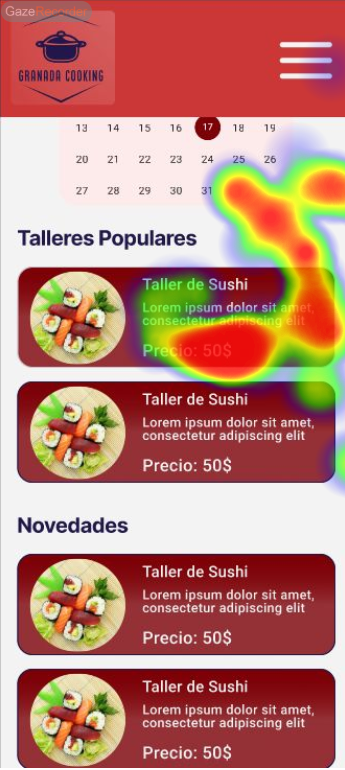 GazeRecorder
GRANADA COOKING
13 14 15 16 17 18 19
20 21 22 23 24 25 26
27 28 29 30 31
Talleres Populares
Taller de Sushi
Lorem ipsum dolor sit amet,
consectetur adipiscing elit
Precio: 50$
Taller de Sushi
Lorem ipsum dolor sit amet,
consectetur adipiscing elit
Precio: 50$
Novedades
Taller de Sushi
Lorem ipsum dolor sit amet,
consectetur adipiscing elit
Precio: 50$
Taller de Sushi
Lorem ipsum dolor sit amet,
consectetur adipiscing elit
Precio: 50$